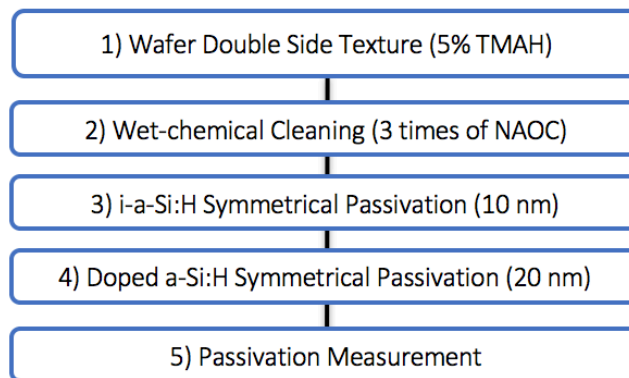 1) Wafer Double Side Texture (5% TMAH)
2) Wet-chemical Cleaning (3 times of NAOC)
3) i-a-Si:H Symmetrical Passivation (10 nm)
4) Doped a-Si:H Symmetrical Passivation (20 nm)
5) Passivation Measurement